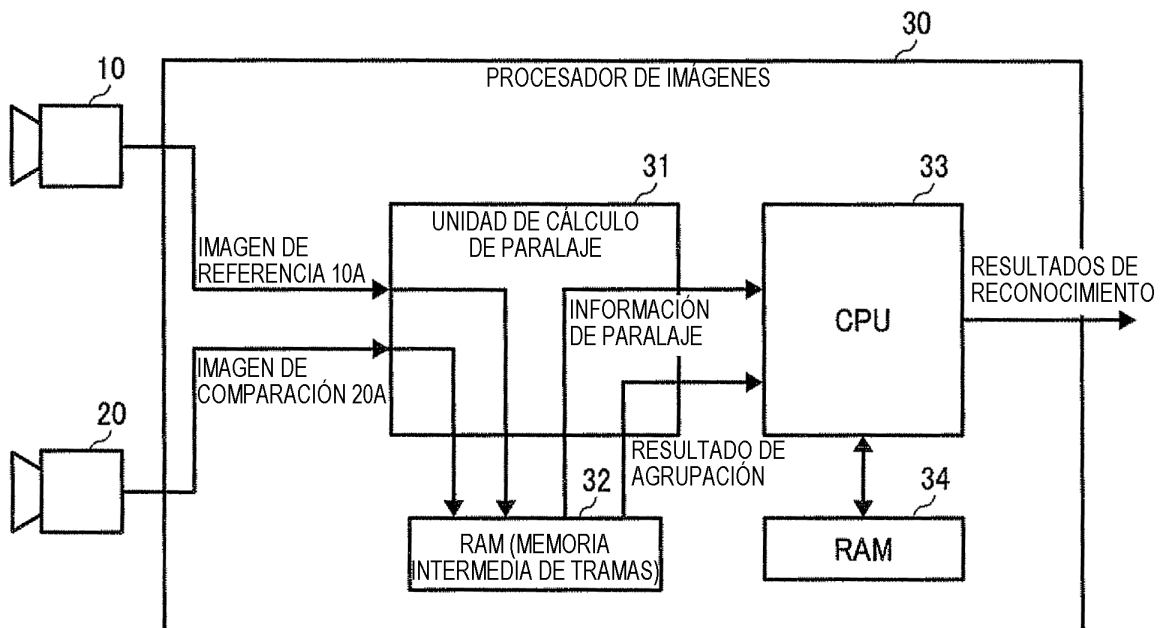 30
10
PROCESADOR DE IMÁGENES
31
33
UNIDAD DE CÁLCULO
DE PARALAJE
IMAGEN DE
REFERENCIA 10A
RESULTADOS DE
RECONOCIMIENTO
INFORMACIÓN
DE PARALAJE
CPU
IMAGEN DE
COMPARACIÓN 20A
20
RESULTADO DE
AGRUPACIÓN
32
34
RAM (MEMORIA
INTERMEDIA DE TRAMAS)
RAM